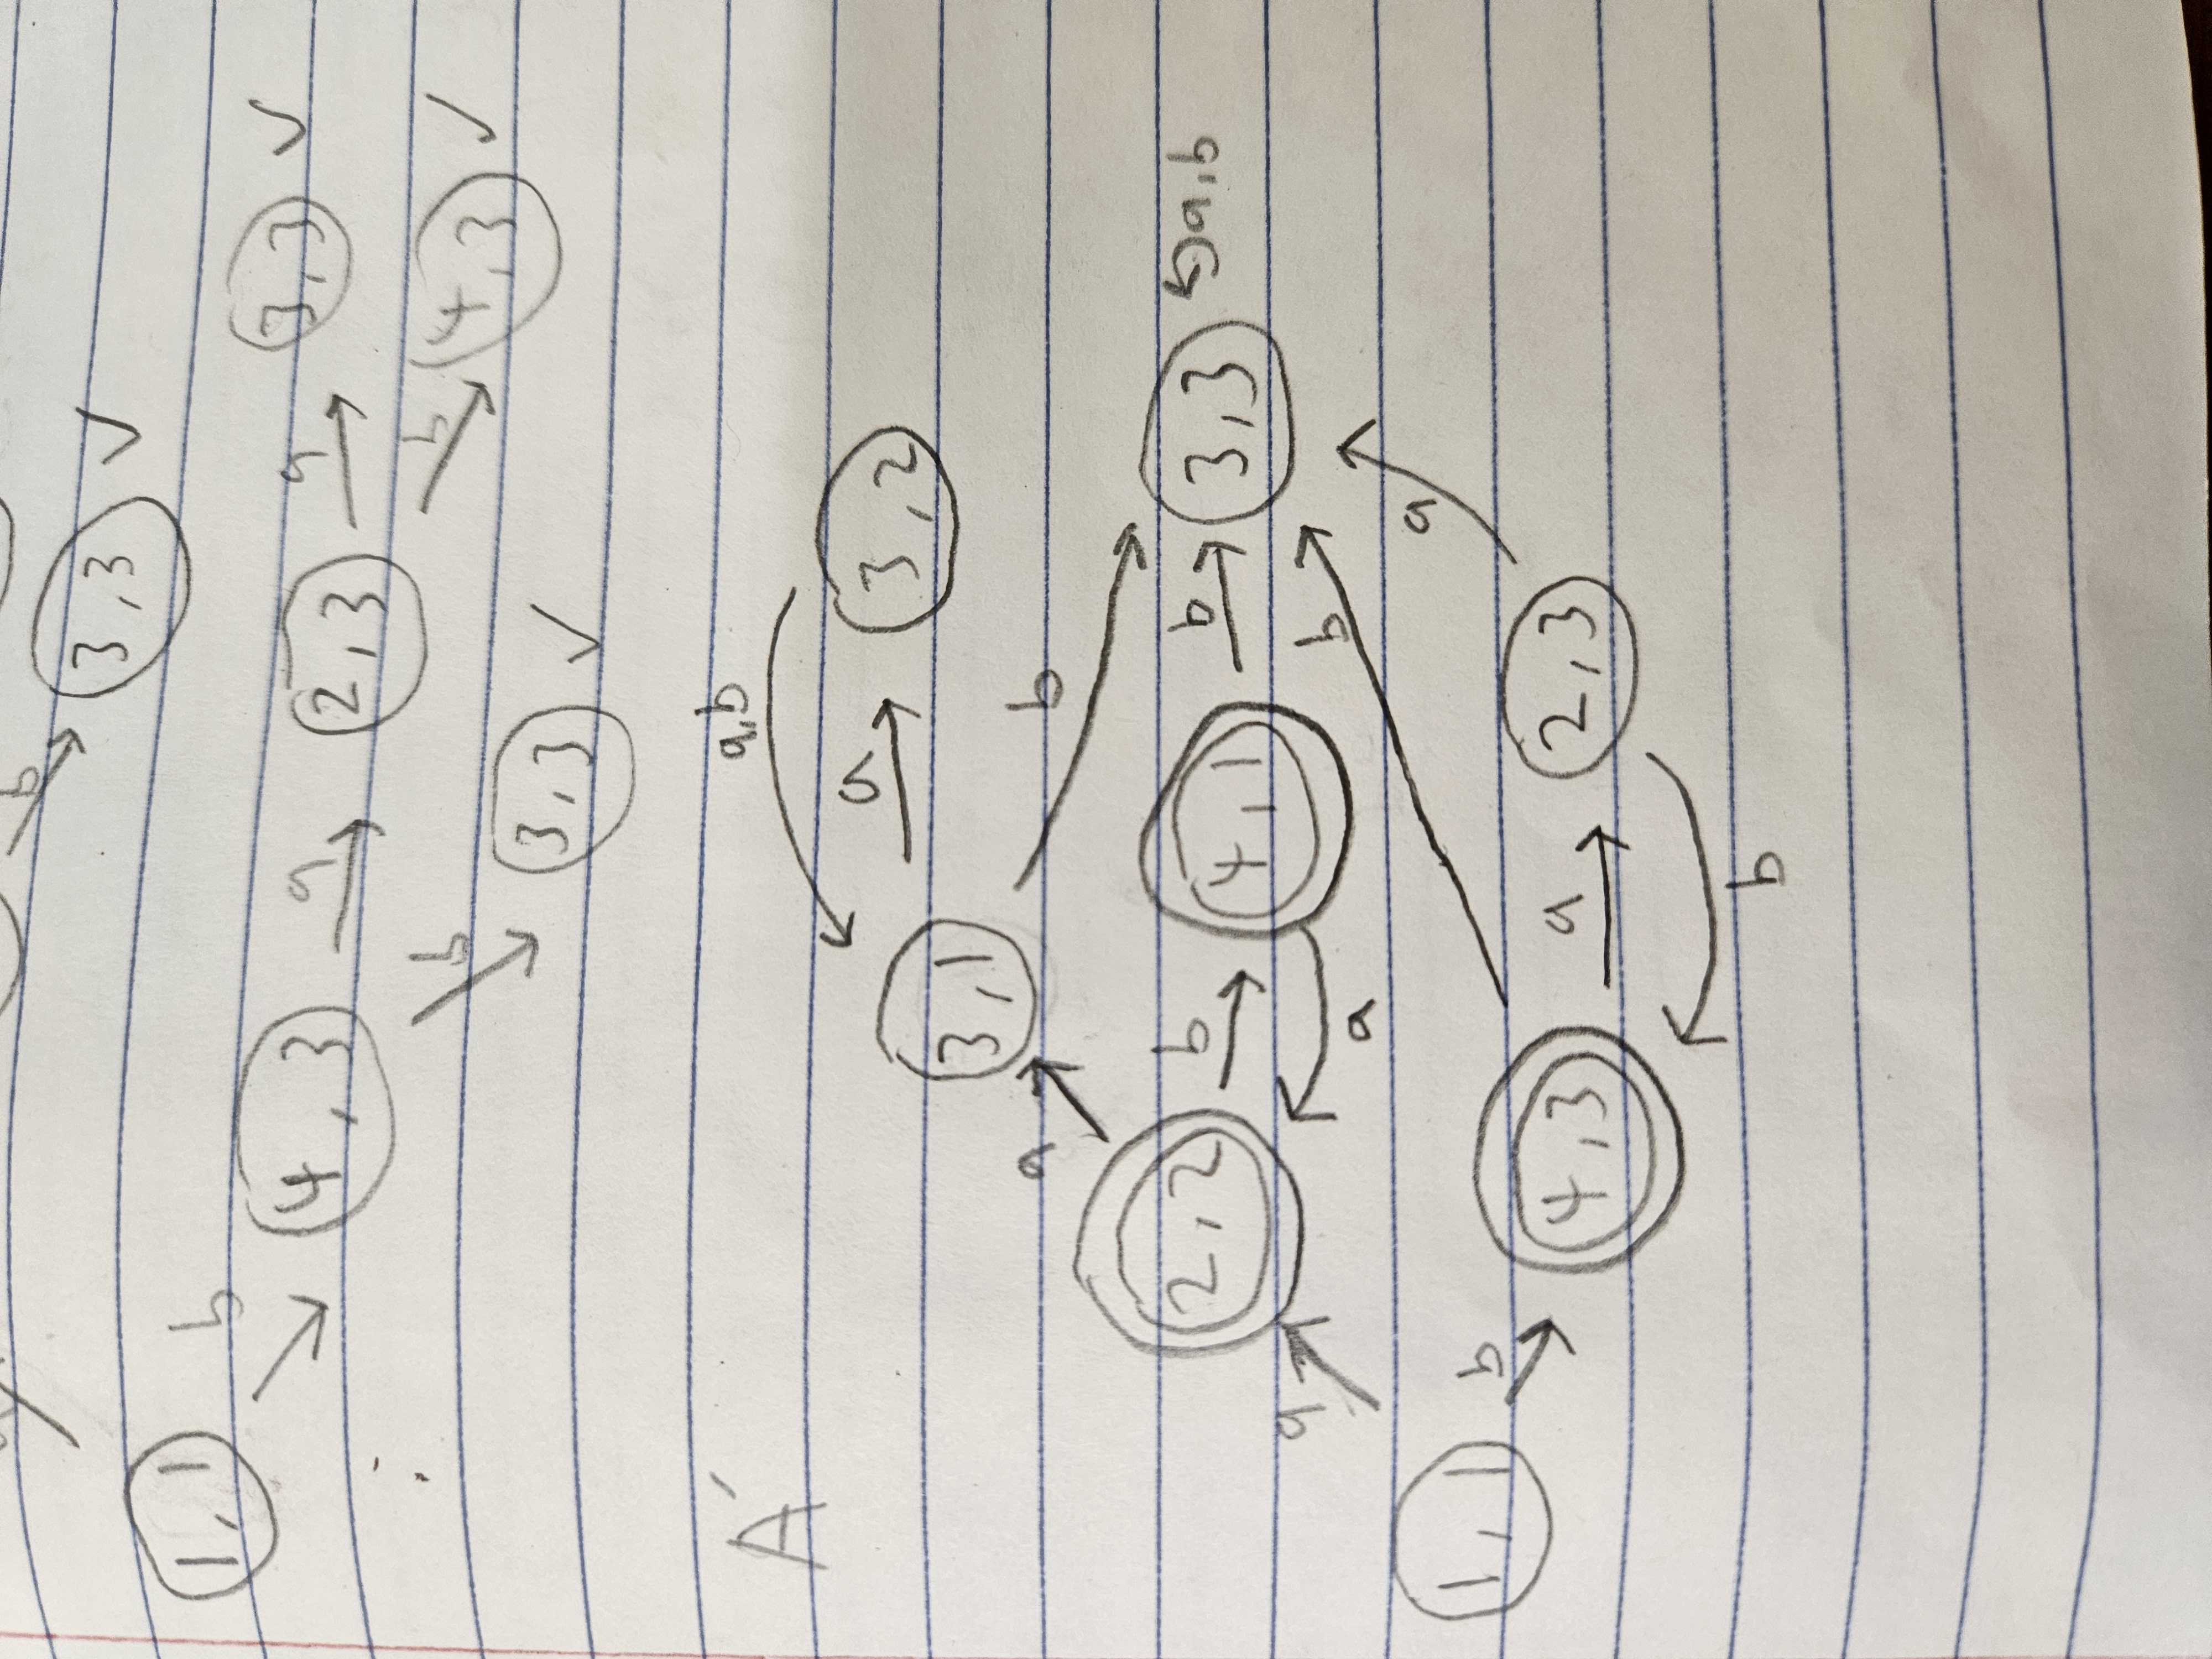 b
3,3 ✓
1,1 b
4,3 a 2,3 a 3,3 ✓
b b 4,3 ✓
3,3 ✓
A'
a,b
a 3,2
3,1
a b
2,2 b 4,1 b 3,3 a,b
a a b
a
1,1 b
4,3 a 2,3
b